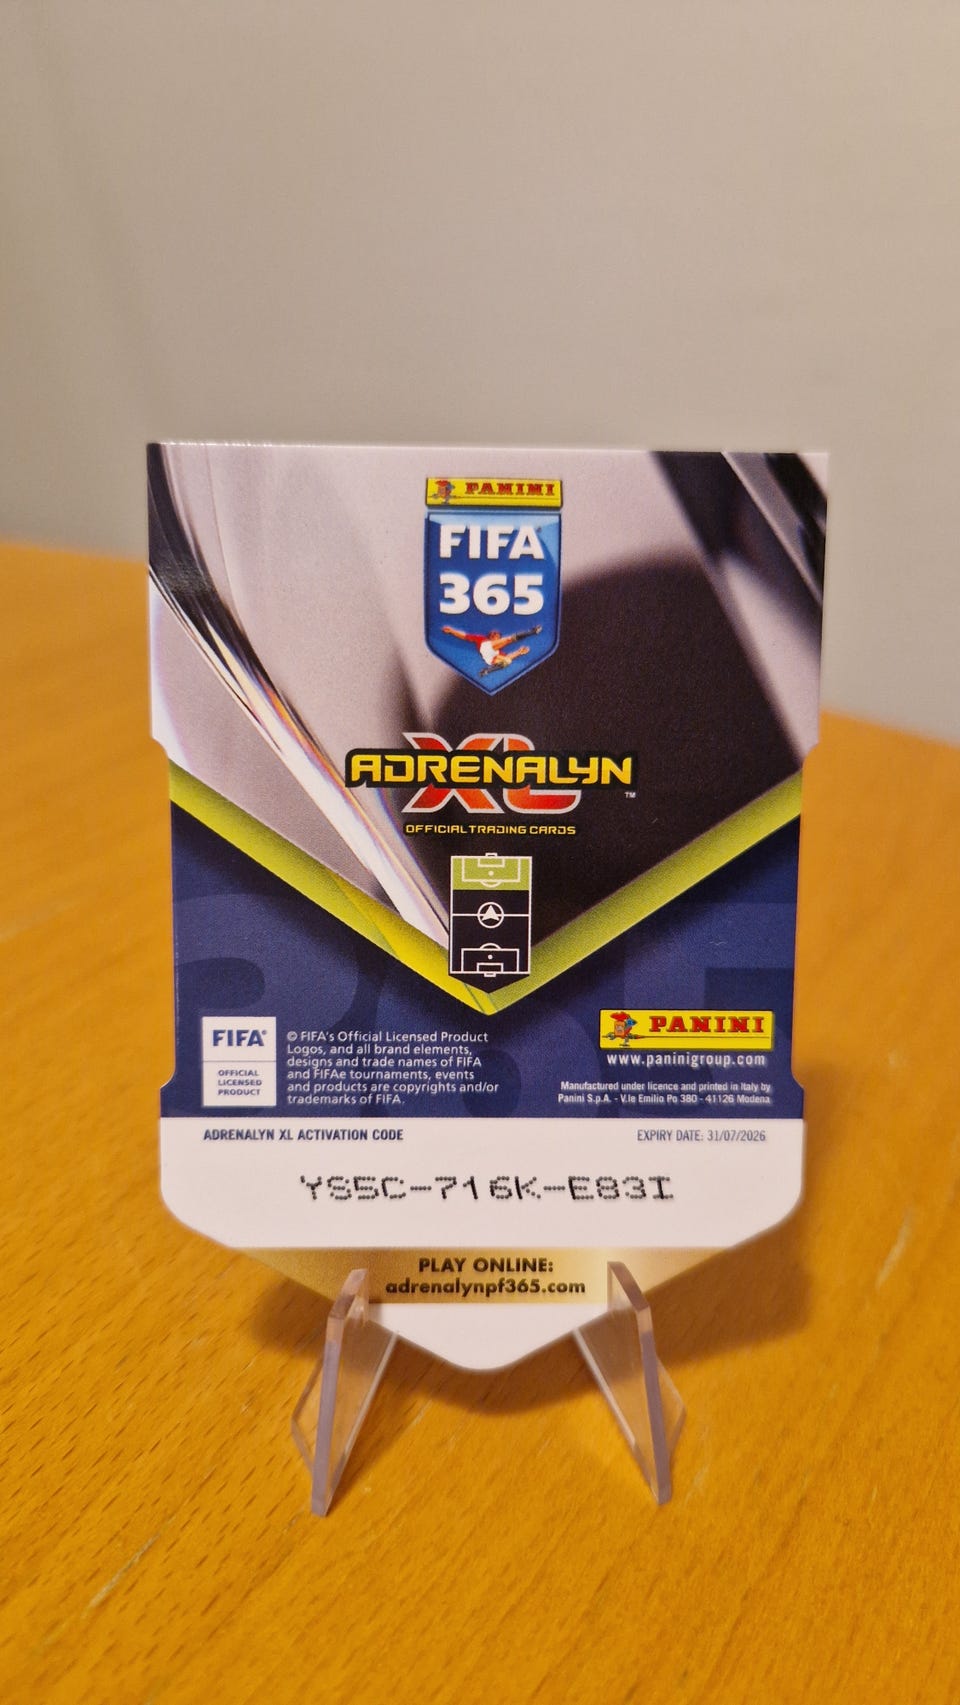 PANINI
FIFA
365
ADRENALYN
XL
™
OFFICIAL TRADING CARDS
FIFA®
OFFICIAL
LICENSED
PRODUCT
© FIFA's Official Licensed Product
Logos, and all brand elements,
designs and trade names of FIFA
and FIFAe tournaments, events
and products are copyrights and/or
trademarks of FIFA.
PANINI
www.paninigroup.com
Manufactured under licence and printed in Italy by
Panini S.p.A. - V.le Emilio Po 380 - 41126 Modena
ADRENALYN XL ACTIVATION CODE
EXPIRY DATE: 31/07/2026
YS5C-716K-E83I
PLAY ONLINE:
adrenalynpf365.com